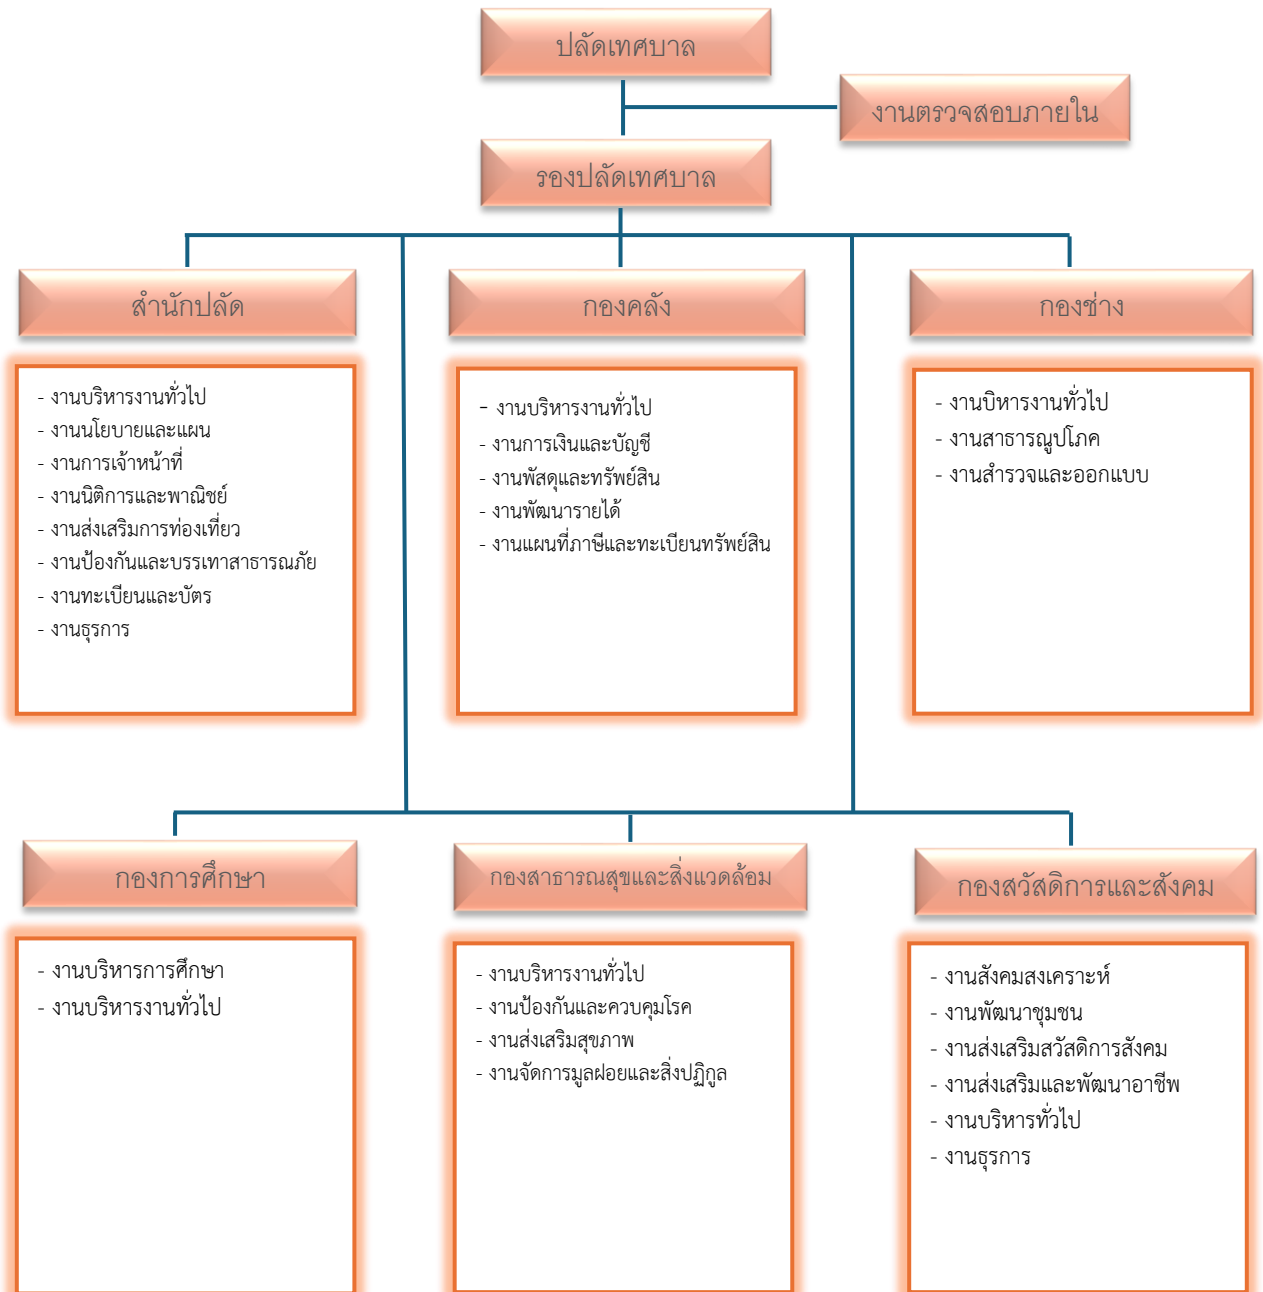 ปลัดเทศบาล
งานตรวจสอบภายใน
รองปลัดเทศบาล
สำนักปลัด
- งานบริหารงานทั่วไป
- งานนโยบายและแผน
- งานการเจ้าหน้าที่
- งานนิติการและพาณิชย์
- งานส่งเสริมการท่องเที่ยว
- งานป้องกันและบรรเทาสาธารณภัย
- งานทะเบียนและบัตร
- งานธุรการ
กองคลัง
- งานบริหารงานทั่วไป
- งานการเงินและบัญชี
- งานพัสดุและทรัพย์สิน
- งานพัฒนารายได้
- งานแผนที่ภาษีและทะเบียนทรัพย์สิน
กองช่าง
- งานบิหารงานทั่วไป
- งานสาธารณูปโภค
- งานสำรวจและออกแบบ
กองการศึกษา
- งานบริหารการศึกษา
- งานบริหารงานทั่วไป
กองสาธารณสุขและสิ่งแวดล้อม
- งานบริหารงานทั่วไป
- งานป้องกันและควบคุมโรค
- งานส่งเสริมสุขภาพ
- งานจัดการมูลฝอยและสิ่งปฏิกูล
กองสวัสดิการและสังคม
- งานสังคมสงเคราะห์
- งานพัฒนาชุมชน
- งานส่งเสริมสวัสดิการสังคม
- งานส่งเสริมและพัฒนาอาชีพ
- งานบริหารทั่วไป
- งานธุรการ